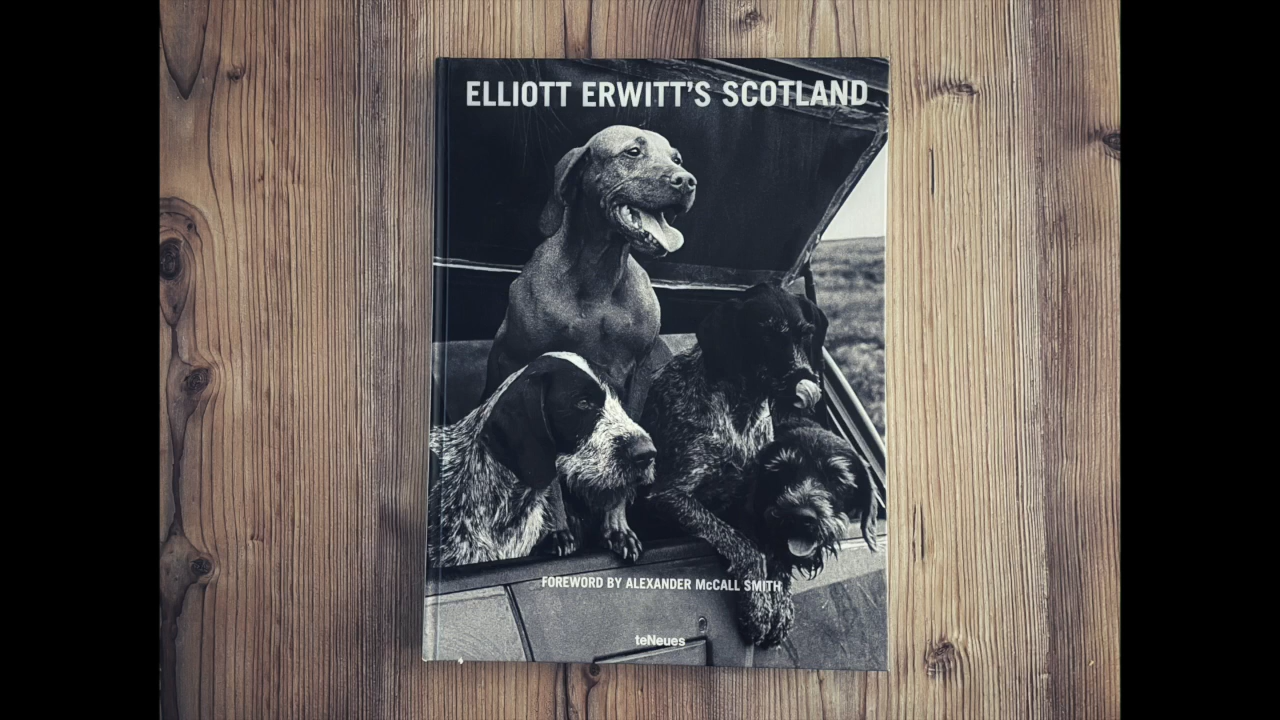 ELLIOTT ERWITT'S SCOTLAND
FOREWORD BY ALEXANDER McCALL SMITH
teNeues